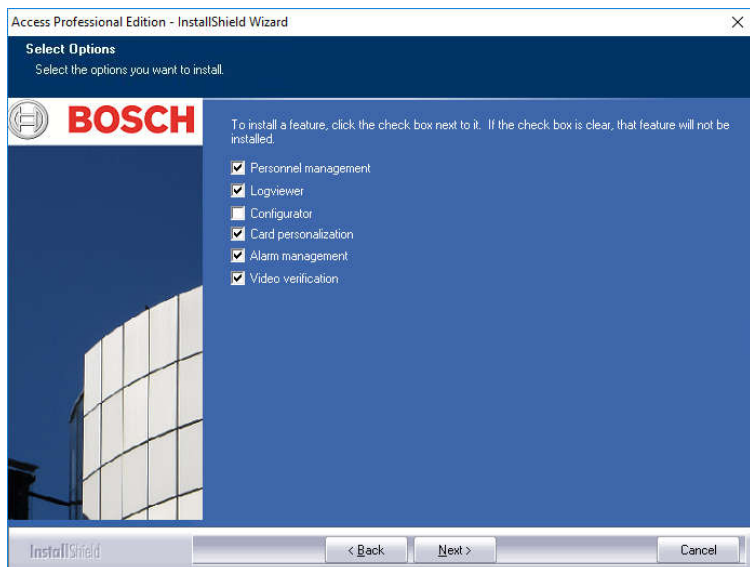 Access Professional Edition - InstallShield Wizard
Select Options
Select the options you want to install.
BOSCH
To install a feature, click the check box next to it. If the check box is clear, that feature will not be
installed.
Personnel management
Logviewer
Configurator
Card personalization
Alarm management
Video verification
InstallShield
< Back
Next >
Cancel